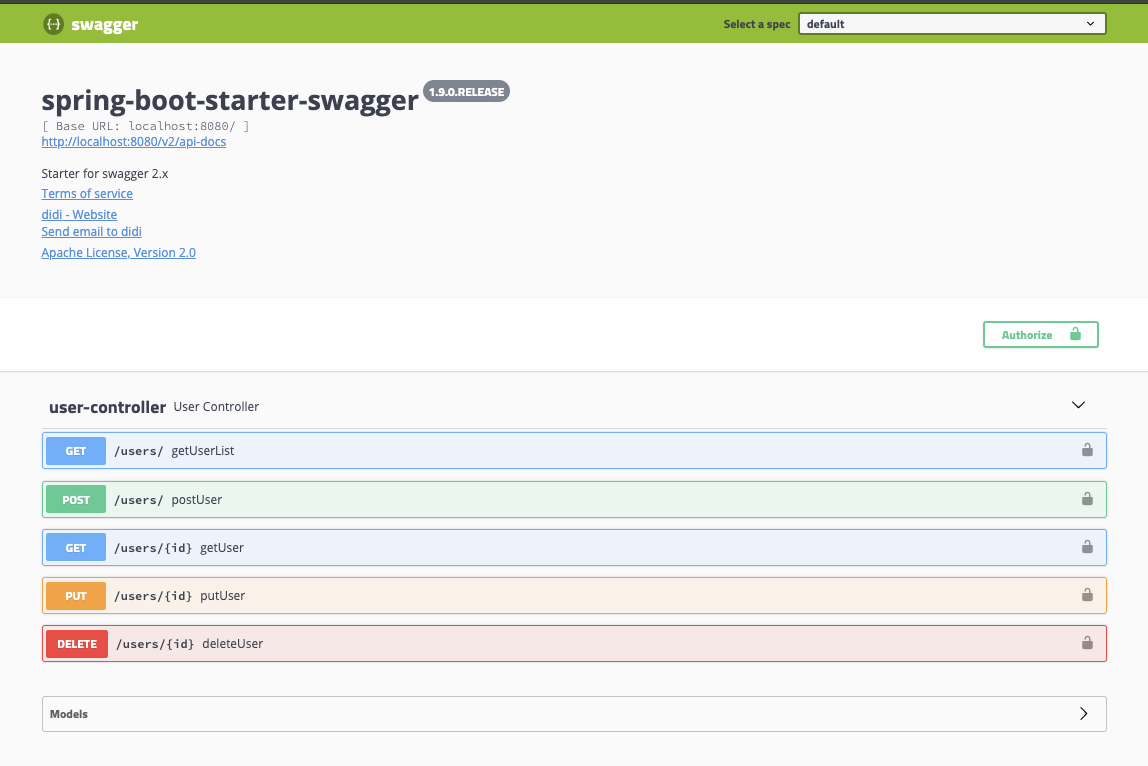 swagger Select a spec default
spring-boot-starter-swagger 1.9.0.RELEASE
[ Base URL: localhost:8080/ ]
http://localhost:8080/v2/api-docs
Starter for swagger 2.x
Terms of service
didi - Website
Send email to didi
Apache License, Version 2.0
Authorize
user-controller User Controller
GET /users/ getUserList
POST /users/ postUser
GET /users/{id} getUser
PUT /users/{id} putUser
DELETE /users/{id} deleteUser
Models